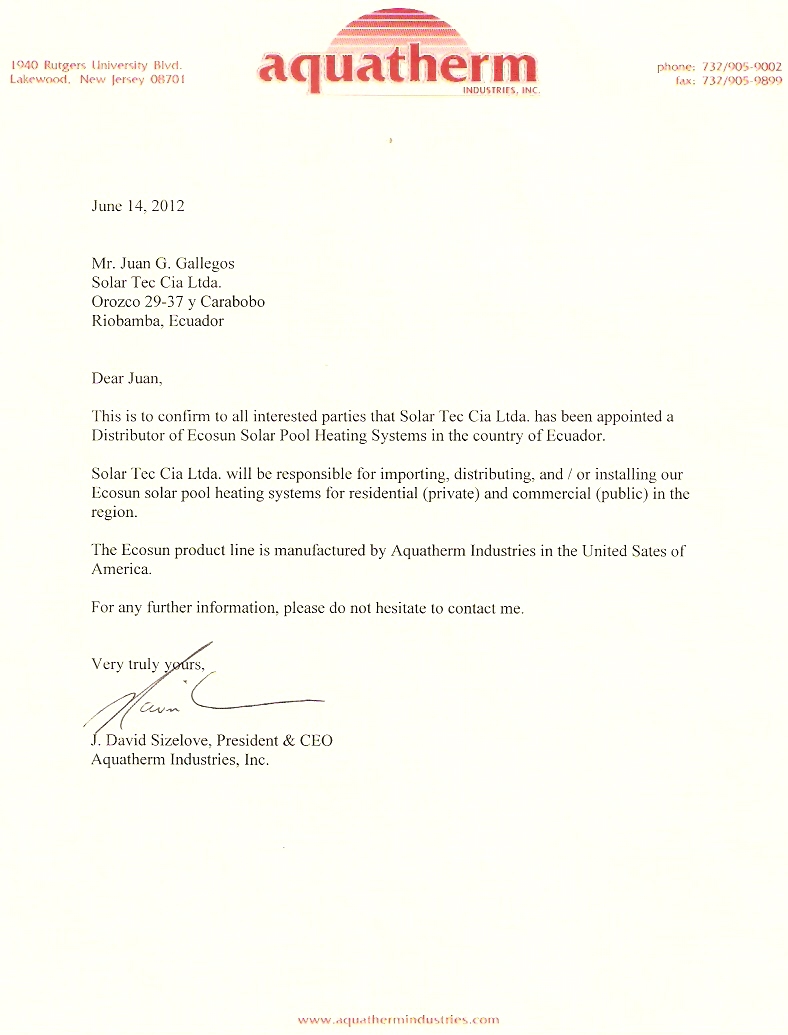 aquatherm
INDUSTRIES, INC.
1940 Rutgers University Blvd.
Lakewood, New Jersey 08701
phone: 732/905-9002
fax: 732/905-9899
June 14, 2012
Mr. Juan G. Gallegos
Solar Tec Cia Ltda.
Orozco 29-37 y Carabobo
Riobamba, Ecuador
Dear Juan,
This is to confirm to all interested parties that Solar Tec Cia Ltda. has been appointed a
Distributor of Ecosun Solar Pool Heating Systems in the country of Ecuador.
Solar Tec Cia Ltda. will be responsible for importing, distributing, and / or installing our
Ecosun solar pool heating systems for residential (private) and commercial (public) in the
region.
The Ecosun product line is manufactured by Aquatherm Industries in the United Sates of
America.
For any further information, please do not hesitate to contact me.
Very truly yours,
J. David Sizelove, President & CEO
Aquatherm Industries, Inc.
www.aquathermindustries.com